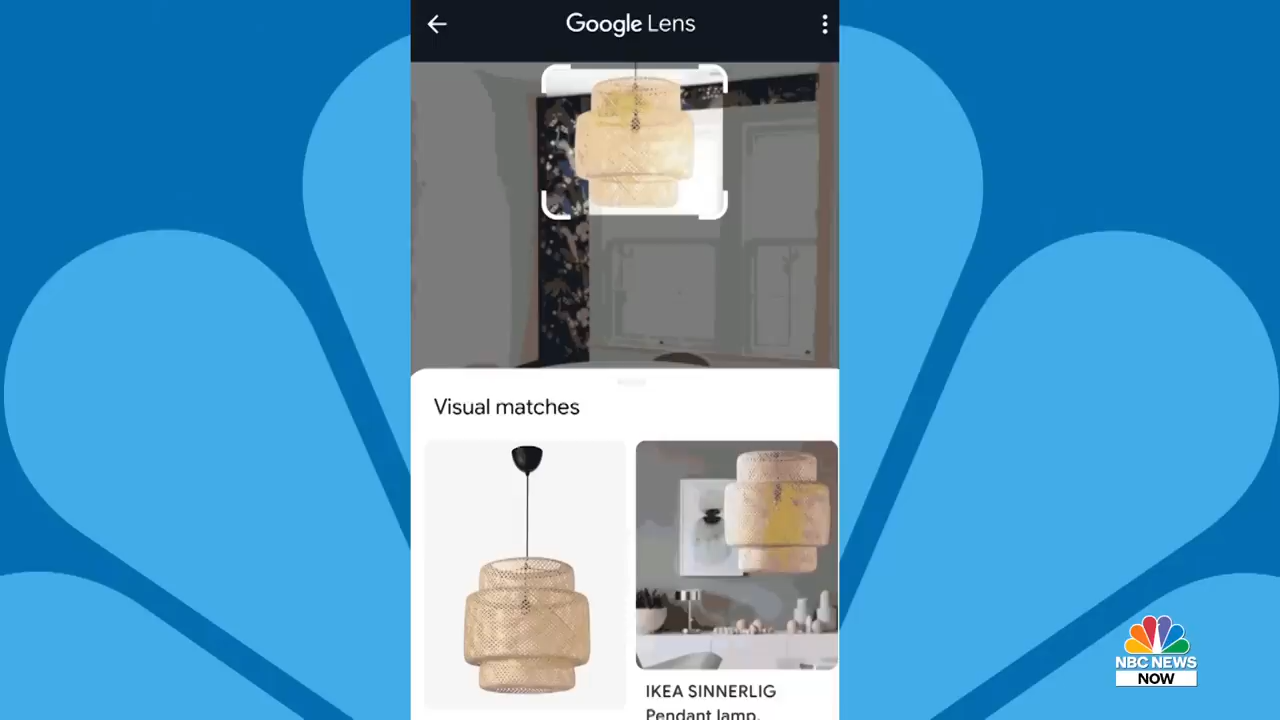 Google Lens
Visual matches
IKEA SINNERLIG
Pendant lamp,
NBC NEWS
NOW